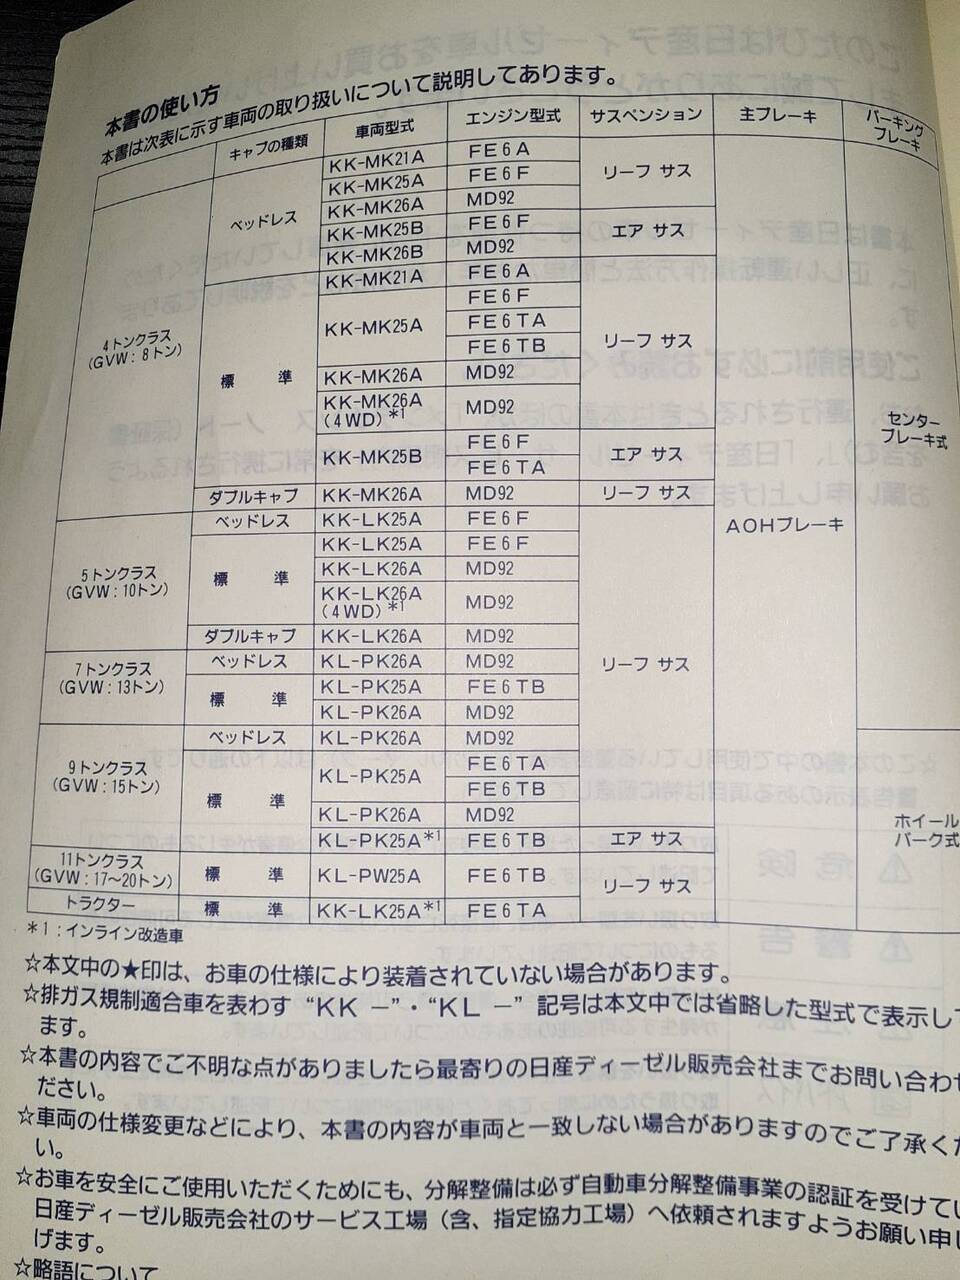 本書の使い方
本書は次表に示す車両の取り扱いについて説明してあります。
キャブの種類 車両型式 エンジン型式 サスペンション 主ブレーキ パーキングブレーキ
4トンクラス
(GVW:8トン)
ベッドレス
KK-MK21A FE6A
KK-MK25A FE6F
KK-MK26A MD92
リーフ サス
KK-MK25B FE6F
KK-MK26B MD92
エア サス
標 準
KK-MK21A FE6A
KK-MK25A FE6F
FE6TA
FE6TB
リーフ サス
KK-MK26A MD92
KK-MK26A
(4WD)*1 MD92
KK-MK25B FE6F
FE6TA
エア サス
ダブルキャブ KK-MK26A MD92 リーフ サス
5トンクラス
(GVW:10トン)
ベッドレス KK-LK25A FE6F
標 準
KK-LK25A FE6F
KK-LK26A MD92
KK-LK26A
(4WD)*1 MD92
ダブルキャブ KK-LK26A MD92
7トンクラス
(GVW:13トン)
ベッドレス KL-PK26A MD92
標 準
KL-PK25A FE6TB
KL-PK26A MD92
リーフ サス
9トンクラス
(GVW:15トン)
ベッドレス KL-PK26A MD92
標 準
KL-PK25A FE6TA
FE6TB
KL-PK26A MD92
KL-PK25A*1 FE6TB エア サス
11トンクラス
(GVW:17〜20トン)
標 準 KL-PW25A FE6TB
リーフ サス
トラクター 標 準 KK-LK25A*1 FE6TA
AOHブレーキ
センター
ブレーキ式
ホイール
パーク式
*1:インライン改造車
☆本文中の★印は、お車の仕様により装着されていない場合があります。
☆排ガス規制適合車を表わす “KK-”・“KL-” 記号は本文中では省略した型式で表示して
ます。
☆本書の内容でご不明な点がありましたら最寄りの日産ディーゼル販売会社までお問い合わせ
ださい。
☆車両の仕様変更などにより、本書の内容が車両と一致しない場合がありますのでご了承くだ
い。
☆お車を安全にご使用いただくためにも、分解整備は必ず自動車分解整備事業の認証を受けてい
日産ディーゼル販売会社のサービス工場（含、指定協力工場）へ依頼されますようお願い申し
げます。
☆略語について